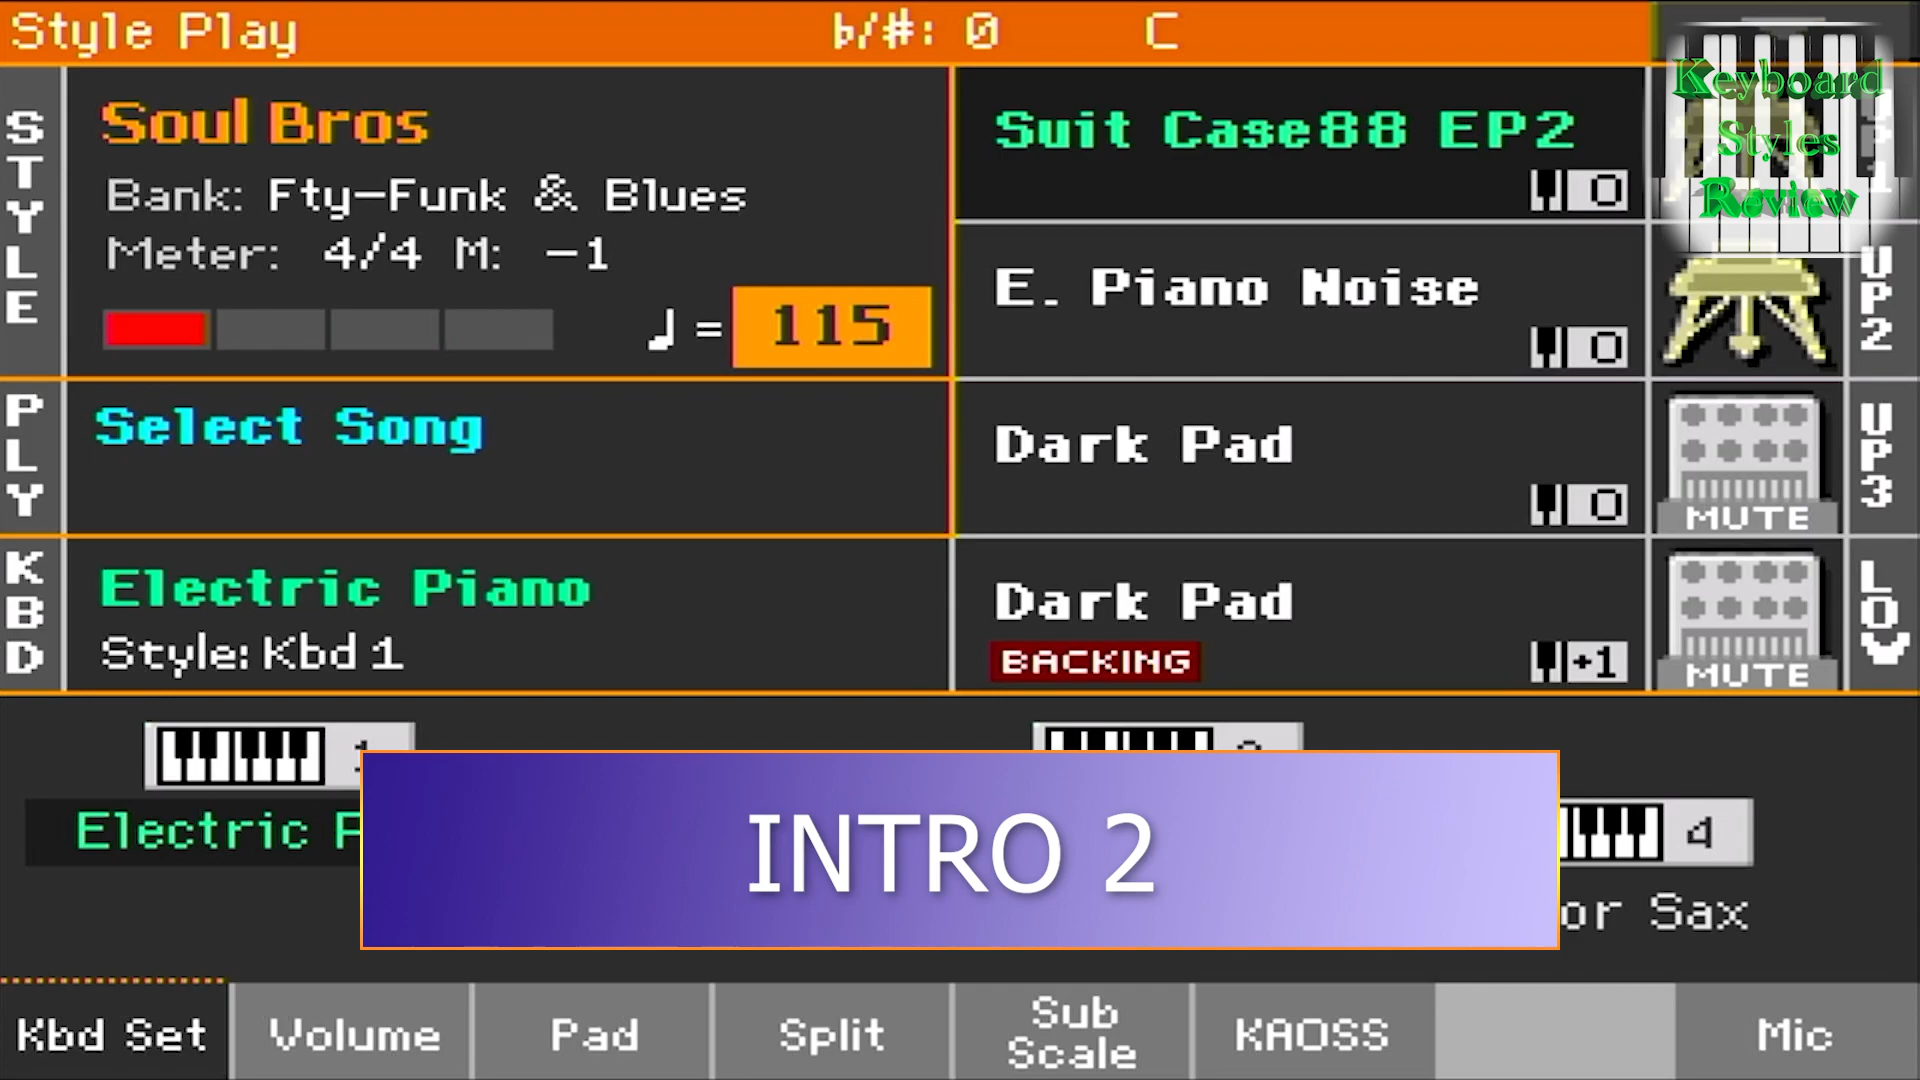 Style Play
b/#: 0
C
Keyboard
Styles
Review
STYLE
Soul Bros
Bank: Fty-Funk & Blues
Meter: 4/4 M: -1
♩ = 115
Suit Case88 EP2
0
E. Piano Noise
0
UP2
PLY
Select Song
Dark Pad
0
MUTE
UP3
KBD
Electric Piano
Style: Kbd 1
Dark Pad
BACKING
+1
MUTE
LOW
1
Electric P
INTRO 2
4
or Sax
Kbd Set
Volume
Pad
Split
Sub
Scale
KAOSS
Mic